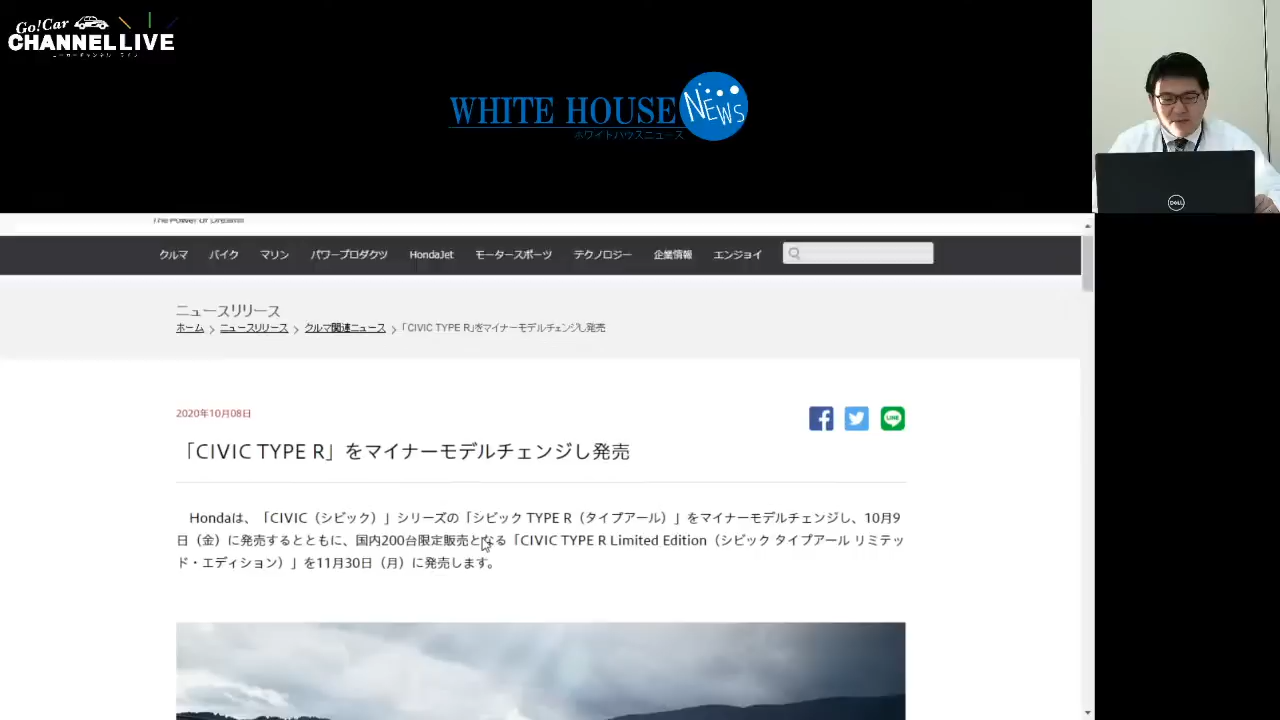 Go!Car
CHANNEL LIVE
WHITE HOUSE NEWS
ホワイトハウスニュース
DELL
The Power of Dreams
クルマ バイク マリン パワープロダクツ HondaJet モータースポーツ テクノロジー 企業情報 エンジョイ
ニュースリリース
ホーム > ニュースリリース > クルマ関連ニュース > 「CIVIC TYPE R」をマイナーモデルチェンジし発売
2020年10月08日
LINE
「CIVIC TYPE R」をマイナーモデルチェンジし発売
Hondaは、「CIVIC（シビック）」シリーズの「シビック TYPE R（タイプアール）」をマイナーモデルチェンジし、10月9
日（金）に発売するとともに、国内200台限定販売となる「CIVIC TYPE R Limited Edition（シビック タイプアール リミテッ
ド・エディション）」を11月30日（月）に発売します。